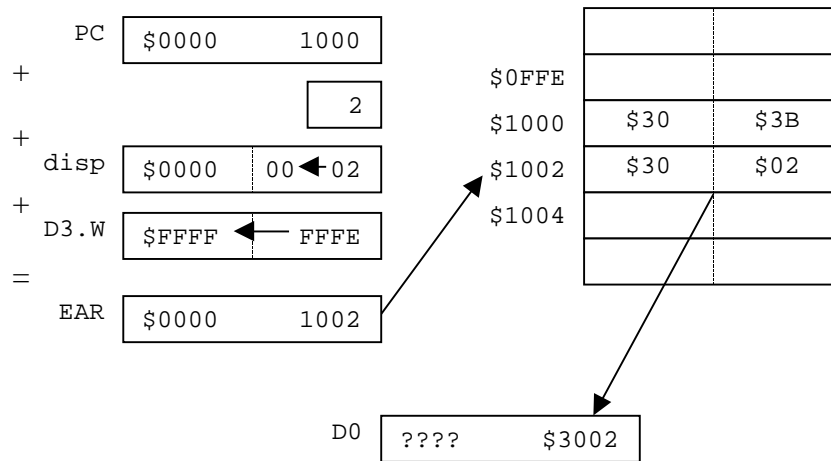 PC $0000 1000
+
2
+
disp $0000 00 02
+
D3.W $FFFF FFFE
=
EAR $0000 1002
$0FFE
$1000 $30 $3B
$1002 $30 $02
$1004
D0 ???? $3002